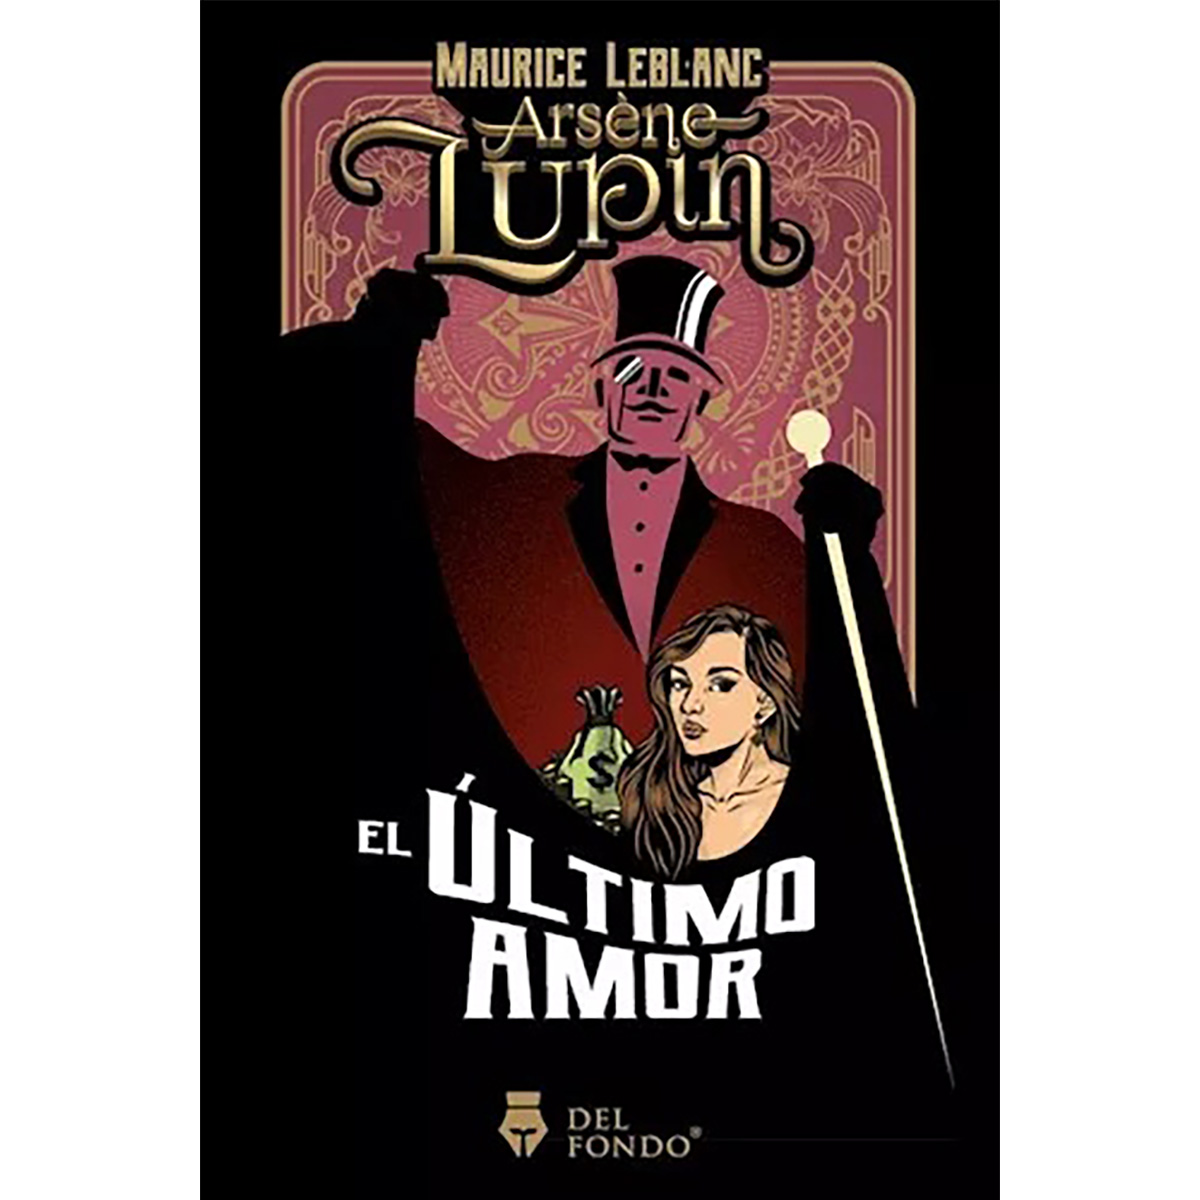 MAURICE LEBLANC
Arsène
Lupin
$
EL ÚLTIMO
AMOR
DEL
FONDO®